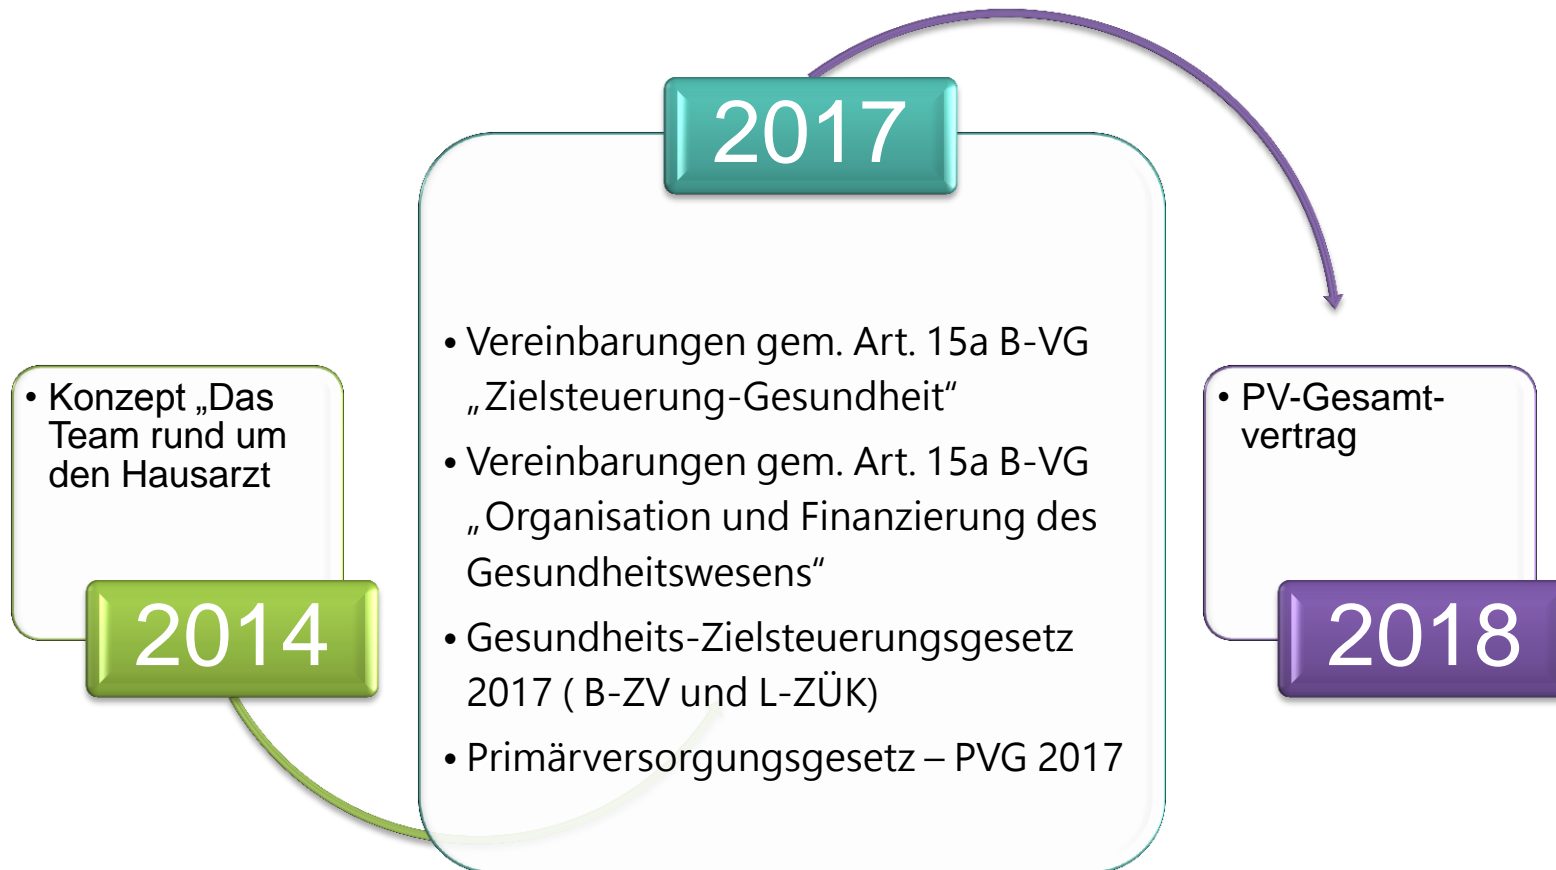 2014
• Konzept „Das
Team rund um
den Hausarzt
2017
• Vereinbarungen gem. Art. 15a B-VG
„Zielsteuerung-Gesundheit“
• Vereinbarungen gem. Art. 15a B-VG
„Organisation und Finanzierung des
Gesundheitswesens“
• Gesundheits-Zielsteuerungsgesetz
2017 ( B-ZV und L-ZÜK)
• Primärversorgungsgesetz – PVG 2017
2018
• PV-Gesamt-
vertrag